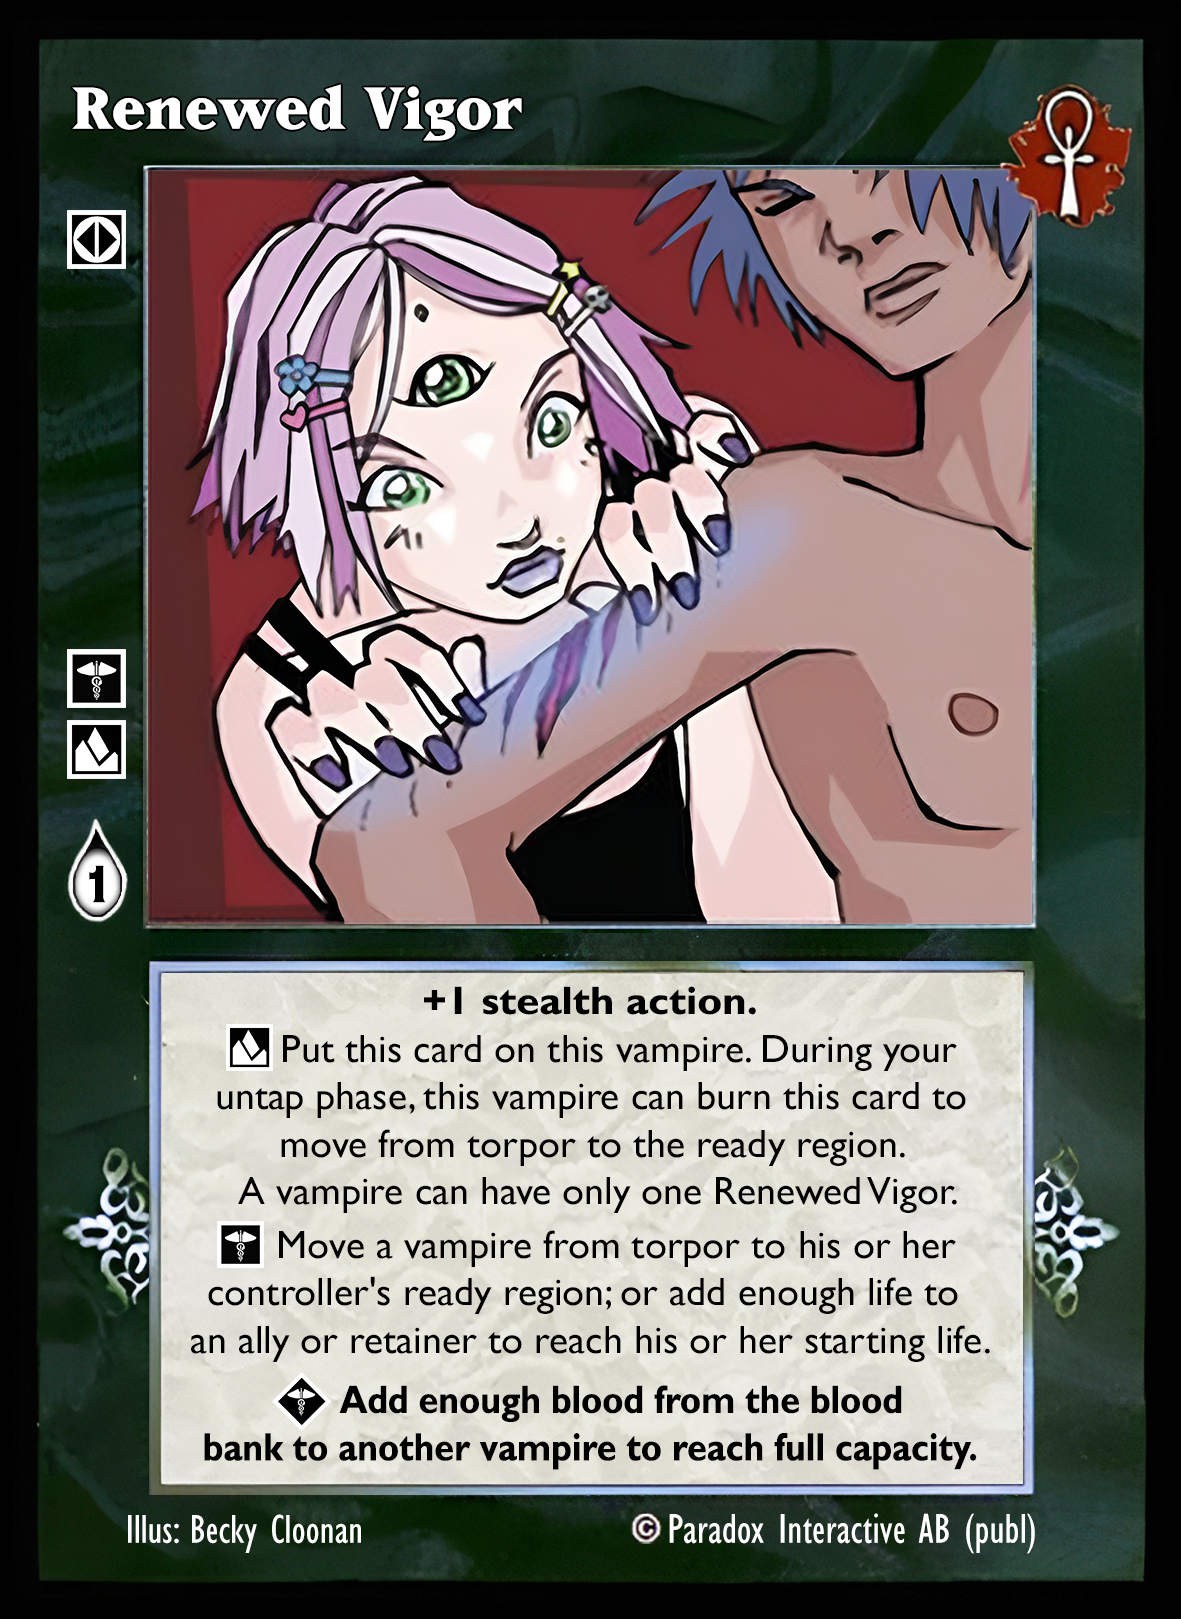 Renewed Vigor
1
+1 stealth action.
Put this card on this vampire. During your
untap phase, this vampire can burn this card to
move from torpor to the ready region.
A vampire can have only one Renewed Vigor.
Move a vampire from torpor to his or her
controller's ready region; or add enough life to
an ally or retainer to reach his or her starting life.
Add enough blood from the blood
bank to another vampire to reach full capacity.
Illus: Becky Cloonan
© Paradox Interactive AB (publ)